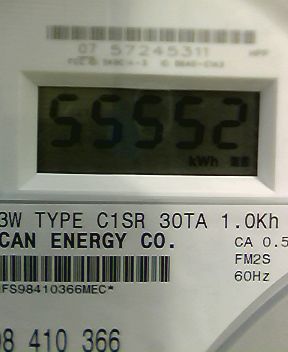 07 57245311
55552
kWh
3W TYPE C1SR 30TA 1.0Kh
CAN ENERGY CO.
CA 0.5
FM2S
60Hz
FS98410366MEC*
98 410 366